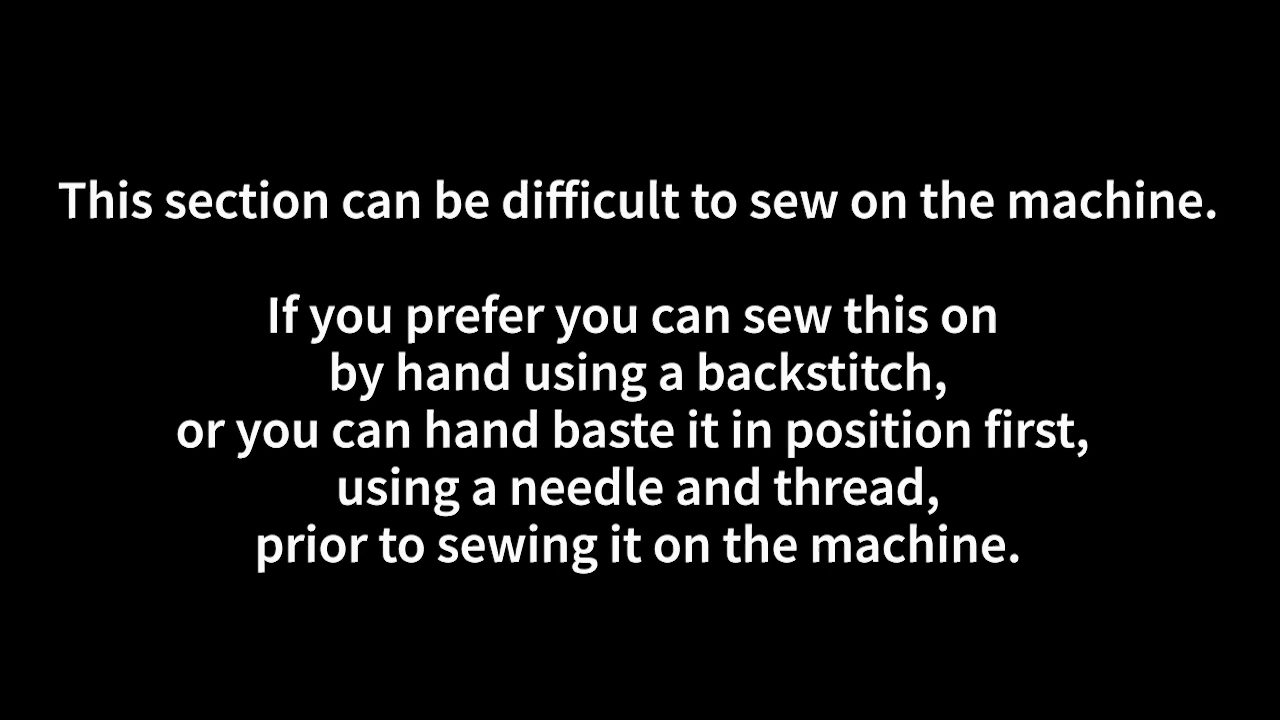 This section can be difficult to sew on the machine.
If you prefer you can sew this on
by hand using a backstitch,
or you can hand baste it in position first,
using a needle and thread,
prior to sewing it on the machine.